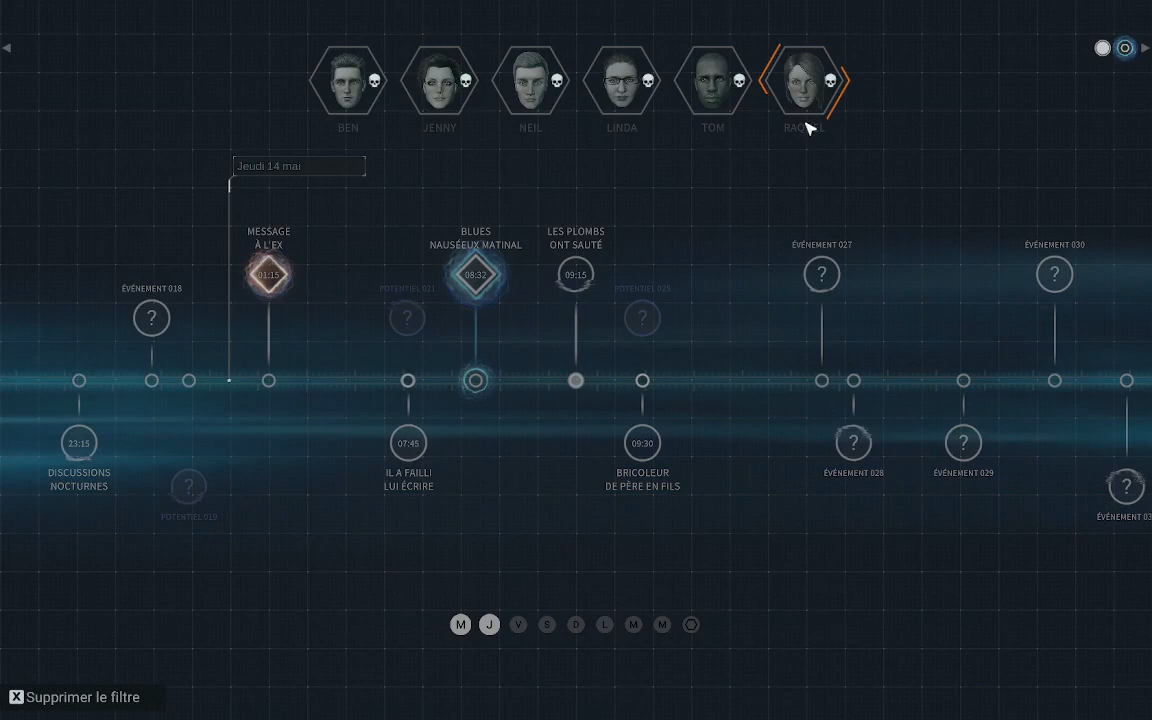 BEN
JENNY
NEIL
LINDA
TOM
Jeudi 14 mai
MESSAGE
À L'EX
01:15
BLUES
NAUSÉEUX MATINAL
08:32
LES PLOMBS
ONT SAUTÉ
09:15
ÉVÉNEMENT 027
?
ÉVÉNEMENT 030
?
ÉVÉNEMENT 018
?
POTENTIEL 021
?
POTENTIEL 025
?
23:15
DISCUSSIONS
NOCTURNES
?
POTENTIEL 019
07:45
IL A FAILLI
LUI ÉCRIRE
09:30
BRICOLEUR
DE PÈRE EN FILS
?
ÉVÉNEMENT 028
?
ÉVÉNEMENT 029
?
ÉVÉNEMENT 03
M J V S D L M M
X Supprimer le filtre